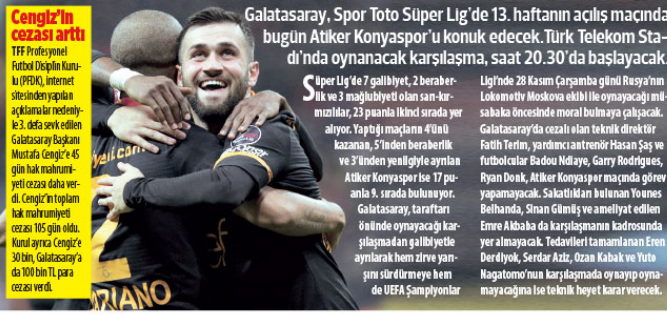 Cengiz'in
cezası arttı
TFF Profesyonel
Futbol Disiplin Kuru-
lu (PFDK), internet
sitesinden yapılan
açıklamalar nedeniy-
le 3. defa sevk edilen
Galatasaray Başkanı
Mustafa Cengiz'e 45
gün hak mahrumi-
yeti cezası daha ver-
di. Cengiz'in toplam
hak mahrumiyeti
cezası 105 gün oldu.
Kurul ayrıca Cengiz'e
30 bin, Galatasaray'a
da 100 bin TL para
cezası verdi.
Galatasaray, Spor Toto Süper Lig'de 13. haftanın açılış maçında
bugün Atiker Konyaspor'u konuk edecek. Türk Telekom Sta-
dı'nda oynanacak karşılaşma, saat 20.30'da başlayacak.
Süper Lig'de 7 galibiyet, 2 beraber-
lik ve 3 mağlubiyeti olan sarı-kır-
mızılılar, 23 puanla ikinci sırada yer
alıyor. Yaptığı maçların 4'ünü
kazanan, 5'inden beraberlik
ve 3'ünden yenilgiyle ayrılan
Atiker Konyaspor ise 17 pu-
anla 9. sırada bulunuyor.
Galatasaray, taraftarı
önünde oynayacağı kar-
şılaşmadan galibiyetle
ayrılarak hem zirve yarı-
şını sürdürme hem
de UEFA Şampiyonlar
Ligi'nde 28 Kasım Çarşamba günü Rusya'nın
Lokomotiv Moskova ekibi ile oynayacağı mü-
sabaka öncesinde moral bulmaya çalışacak.
Galatasaray'da cezalı olan teknik direktör
Fatih Terim, yardımcı antrenör Hasan Şaş ve
futbolcular Badou Ndiaye, Garry Rodrigues,
Ryan Donk, Atiker Konyaspor maçında görev
yapamayacak. Sakatlıkları bulunan Younes
Belhanda, Sinan Gümüş ve ameliyat edilen
Emre Akbaba da karşılaşmanın kadrosunda
yer almayacak. Tedavileri tamamlanan Eren
Derdiyok, Serdar Aziz, Ozan Kabak ve Yuto
Nagatomo'nun karşılaşmada oynayıp oyna-
mayacağına ise teknik heyet karar verecek.
2
ARIANO